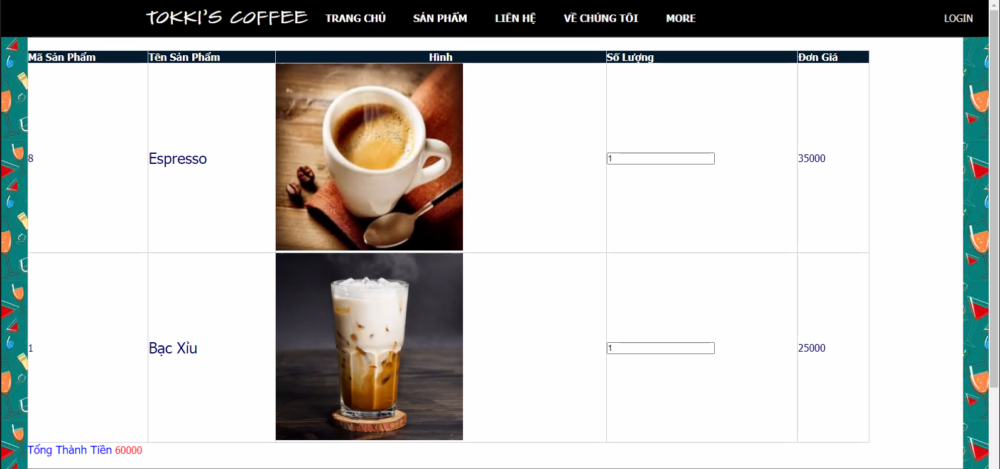 TOKKI'S COFFEE TRANG CHỦ SẢN PHẨM LIÊN HỆ VỀ CHÚNG TÔI MORE LOGIN
Mã Sản Phẩm Tên Sản Phẩm Hình Số Lượng Đơn Giá
8 Espresso 1 35000
1 Bạc Xỉu 1 25000
Tổng Thành Tiền 60000